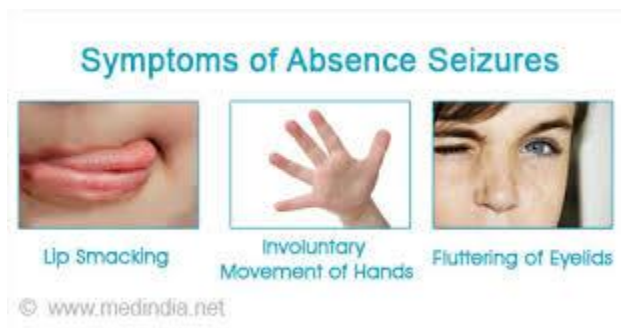 Symptoms of Absence Seizures
Lip Smacking
Involuntary
Movement of Hands
Fluttering of Eyelids
© www.medindia.net